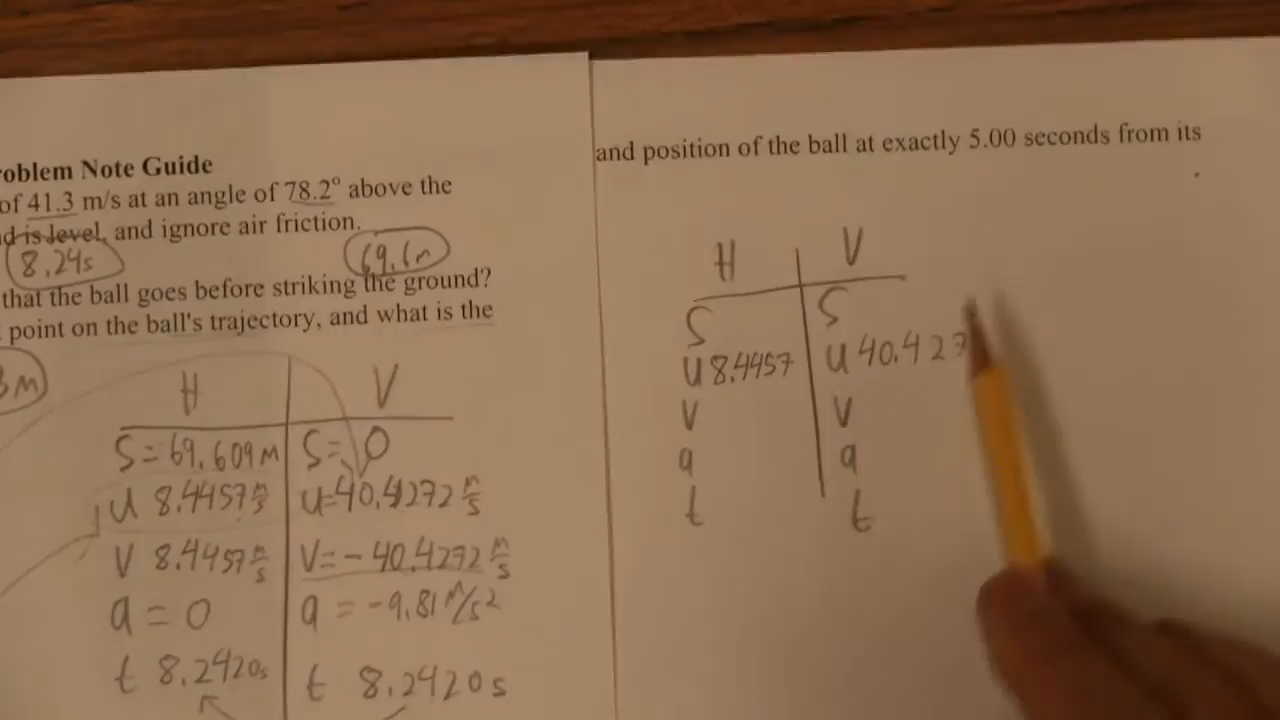 roblem Note Guide
of 41.3 m/s at an angle of 78.2° above the
d is level, and ignore air friction.
8.24s 69.6m
that the ball goes before striking the ground?
point on the ball's trajectory, and what is the
H V
S = 69.609 m S = 0
u 8.4457 m/s u = 40.4272 m/s
v 8.4457 m/s v = - 40.4272 m/s
a = 0 a = -9.81 m/s²
t 8.2420s t 8.2420s
and position of the ball at exactly 5.00 seconds from its
H V
S S
u 8.4457 u 40.427
v v
a a
t t